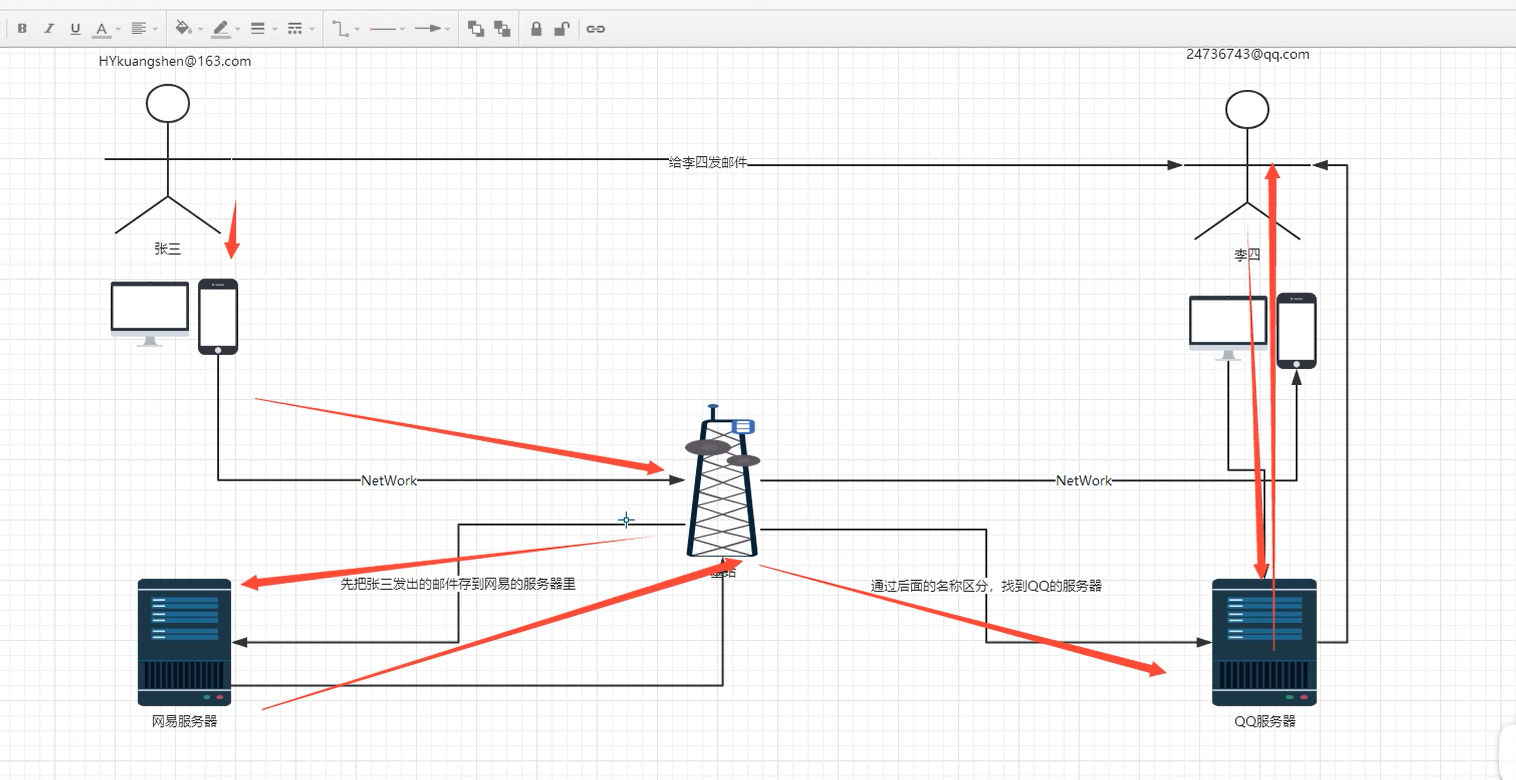 B I U A
HYkuangshen@163.com
24736743@qq.com
给李四发邮件
张三
李四
NetWork
NetWork
先把张三发出的邮件存到网易的服务器里
通过后面的名称区分，找到QQ的服务器
网易服务器
QQ服务器